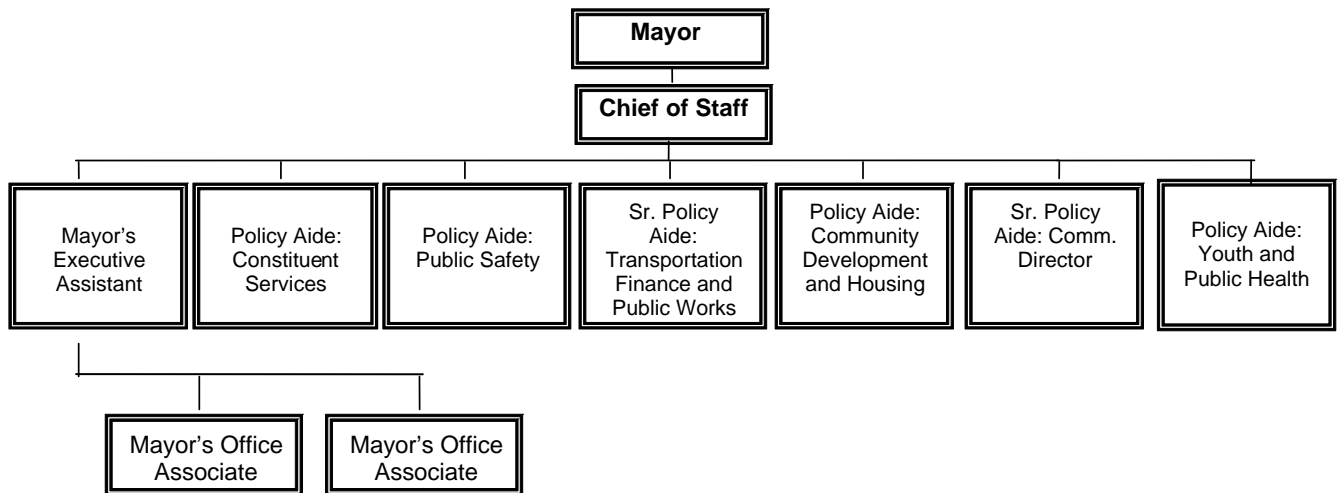 Mayor
Chief of Staff
Mayor’s
Executive
Assistant
Policy Aide:
Constituent
Services
Policy Aide:
Public Safety
Sr. Policy
Aide:
Transportation
Finance and
Public Works
Policy Aide:
Community
Development
and Housing
Sr. Policy
Aide: Comm.
Director
Policy Aide:
Youth and
Public Health
Mayor’s Office
Associate
Mayor’s Office
Associate